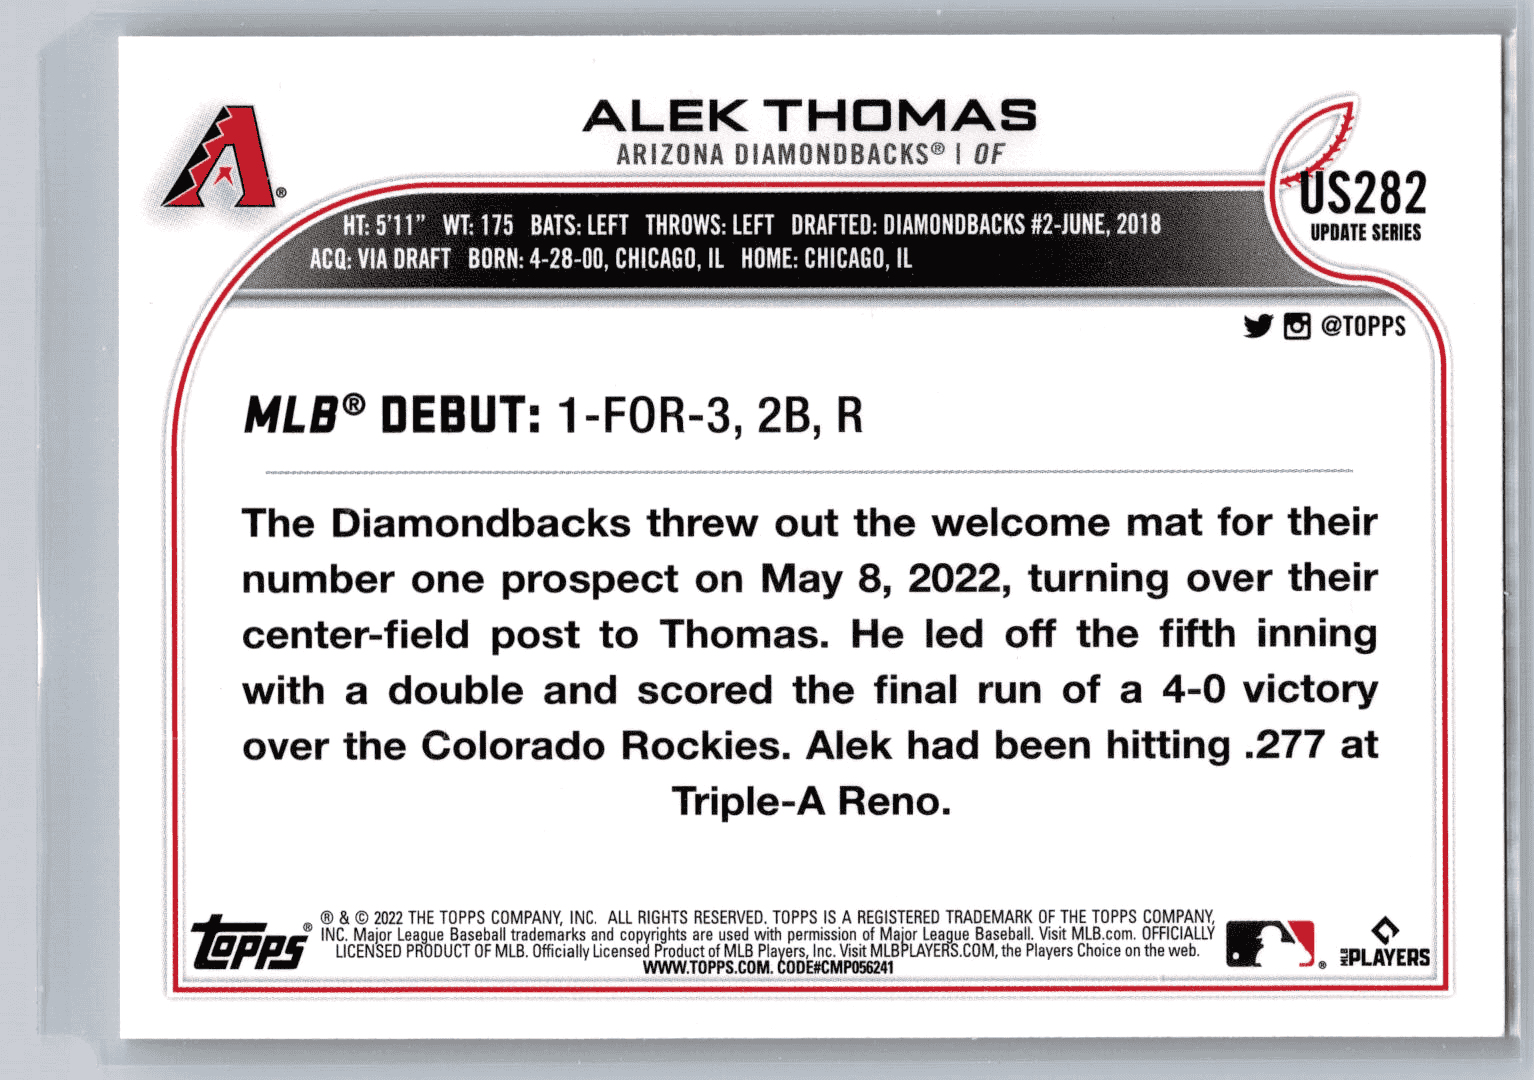 ALEK THOMAS
ARIZONA DIAMONDBACKS® | OF
A®
US282
UPDATE SERIES
HT: 5'11" WT: 175 BATS: LEFT THROWS: LEFT DRAFTED: DIAMONDBACKS #2-JUNE, 2018
ACQ: VIA DRAFT BORN: 4-28-00, CHICAGO, IL HOME: CHICAGO, IL
@TOPPS
MLB® DEBUT: 1-FOR-3, 2B, R
The Diamondbacks threw out the welcome mat for their
number one prospect on May 8, 2022, turning over their
center-field post to Thomas. He led off the fifth inning
with a double and scored the final run of a 4-0 victory
over the Colorado Rockies. Alek had been hitting .277 at
Triple-A Reno.
topps®
® & © 2022 THE TOPPS COMPANY, INC. ALL RIGHTS RESERVED. TOPPS IS A REGISTERED TRADEMARK OF THE TOPPS COMPANY,
INC. Major League Baseball trademarks and copyrights are used with permission of Major League Baseball. Visit MLB.com. OFFICIALLY
LICENSED PRODUCT OF MLB. Officially Licensed Product of MLB Players, Inc. Visit MLBPLAYERS.COM, the Players Choice on the web.
WWW.TOPPS.COM. CODE#CMP056241
®
MLB PLAYERS